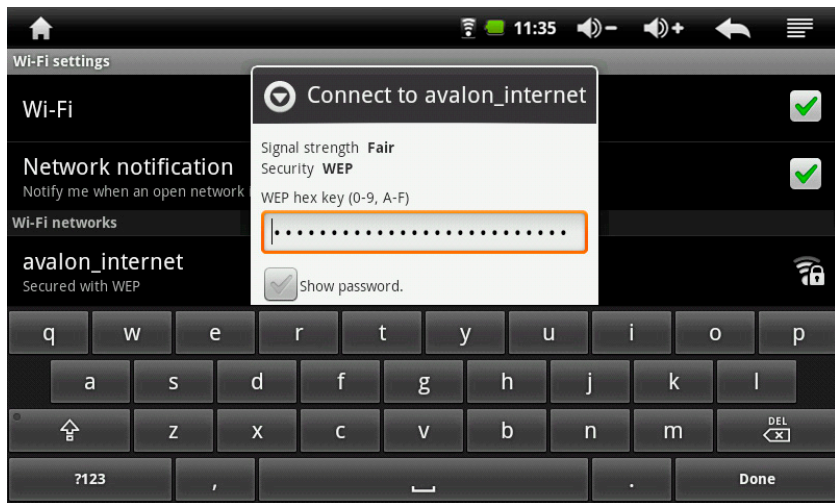 11:35
Wi-Fi settings
Connect to avalon_internet
Wi-Fi
Signal strength Fair
Security WEP
Network notification
Notify me when an open network
WEP hex key (0-9, A-F)
Wi-Fi networks
..........................
avalon_internet
Secured with WEP
Show password.
q w e r t y u i o p
a s d f g h j k l
z x c v b n m DEL
?123 , . Done